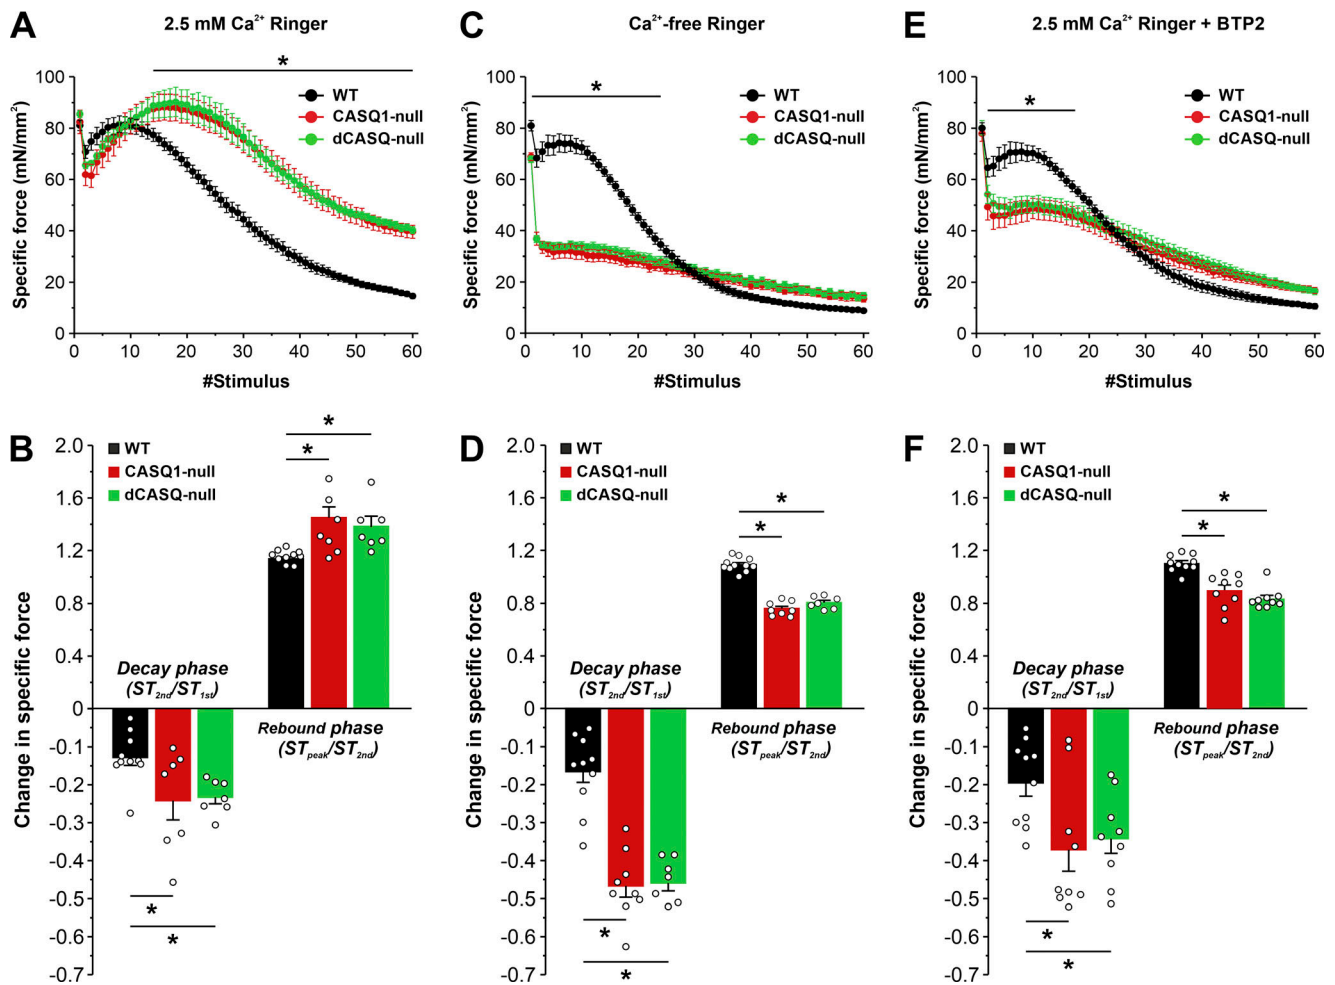 A
2.5 mM Ca²⁺ Ringer
*
WT
CASQ1-null
dCASQ-null
Specific force (mN/mm²)
100
80
60
40
20
0
0 10 20 30 40 50 60
#Stimulus
C
Ca²⁺-free Ringer
*
WT
CASQ1-null
dCASQ-null
Specific force (mN/mm²)
100
80
60
40
20
0
0 10 20 30 40 50 60
#Stimulus
E
2.5 mM Ca²⁺ Ringer + BTP2
*
WT
CASQ1-null
dCASQ-null
Specific force (mN/mm²)
100
80
60
40
20
0
0 10 20 30 40 50 60
#Stimulus
B
WT
CASQ1-null
dCASQ-null
*
*
Change in specific force
2.0
1.6
1.2
0.8
0.4
0
-0.1
-0.2
-0.3
-0.4
-0.5
-0.6
-0.7
Decay phase
(ST2nd/ST1st)
Rebound phase
(STpeak/ST2nd)
*
*
D
WT
CASQ1-null
dCASQ-null
*
*
Change in specific force
2.0
1.6
1.2
0.8
0.4
0
-0.1
-0.2
-0.3
-0.4
-0.5
-0.6
-0.7
Decay phase
(ST2nd/ST1st)
Rebound phase
(STpeak/ST2nd)
*
*
F
WT
CASQ1-null
dCASQ-null
*
*
Change in specific force
2.0
1.6
1.2
0.8
0.4
0
-0.1
-0.2
-0.3
-0.4
-0.5
-0.6
-0.7
Decay phase
(ST2nd/ST1st)
Rebound phase
(STpeak/ST2nd)
*
*